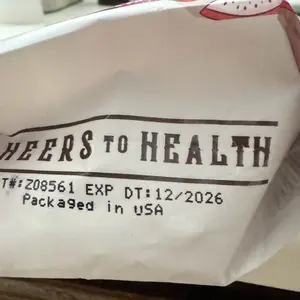 HEERS TO HEALTH
T#:Z08561 EXP DT:12/2026
Packaged in USA